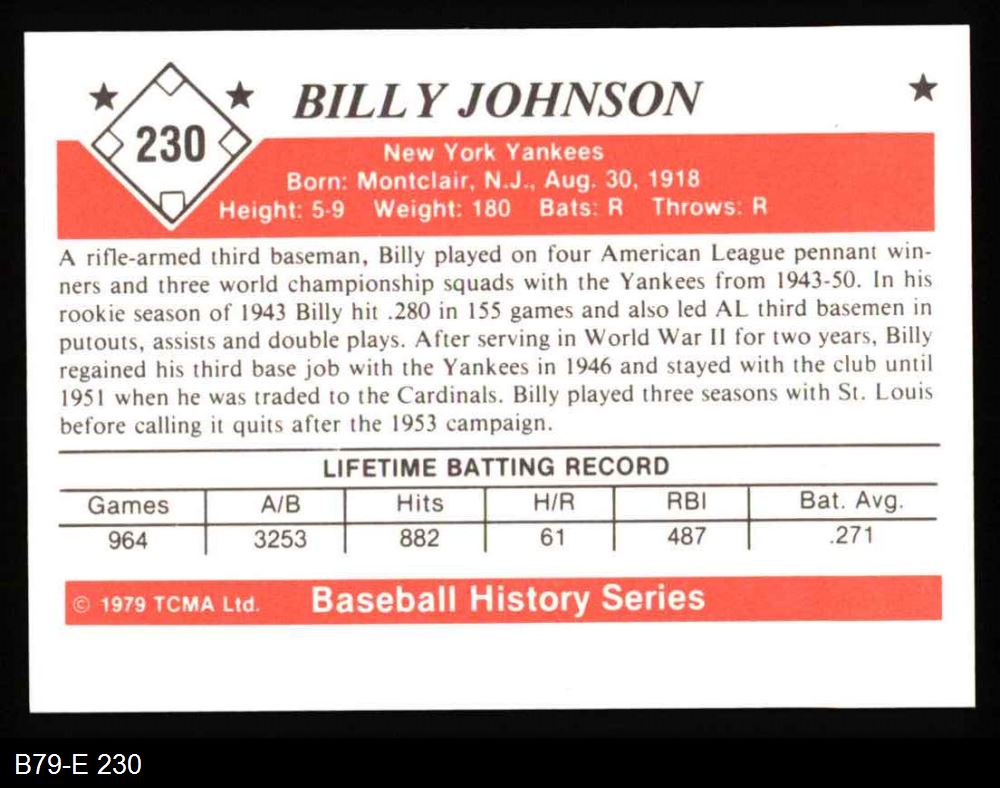 BILLY JOHNSON
230
New York Yankees
Born: Montclair, N.J., Aug. 30, 1918
Height: 5-9 Weight: 180 Bats: R Throws: R
A rifle-armed third baseman, Billy played on four American League pennant win-
ners and three world championship squads with the Yankees from 1943-50. In his
rookie season of 1943 Billy hit .280 in 155 games and also led AL third basemen in
putouts, assists and double plays. After serving in World War II for two years, Billy
regained his third base job with the Yankees in 1946 and stayed with the club until
1951 when he was traded to the Cardinals. Billy played three seasons with St. Louis
before calling it quits after the 1953 campaign.
LIFETIME BATTING RECORD
Games A/B Hits H/R RBI Bat. Avg.
964 3253 882 61 487 .271
© 1979 TCMA Ltd. Baseball History Series
B79-E 230